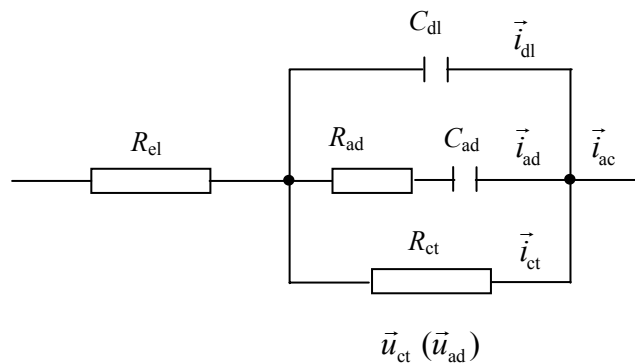 C_dl i⃗_dl
R_el R_ad C_ad i⃗_ad i⃗_ac
R_ct i⃗_ct
u⃗_ct (u⃗_ad)